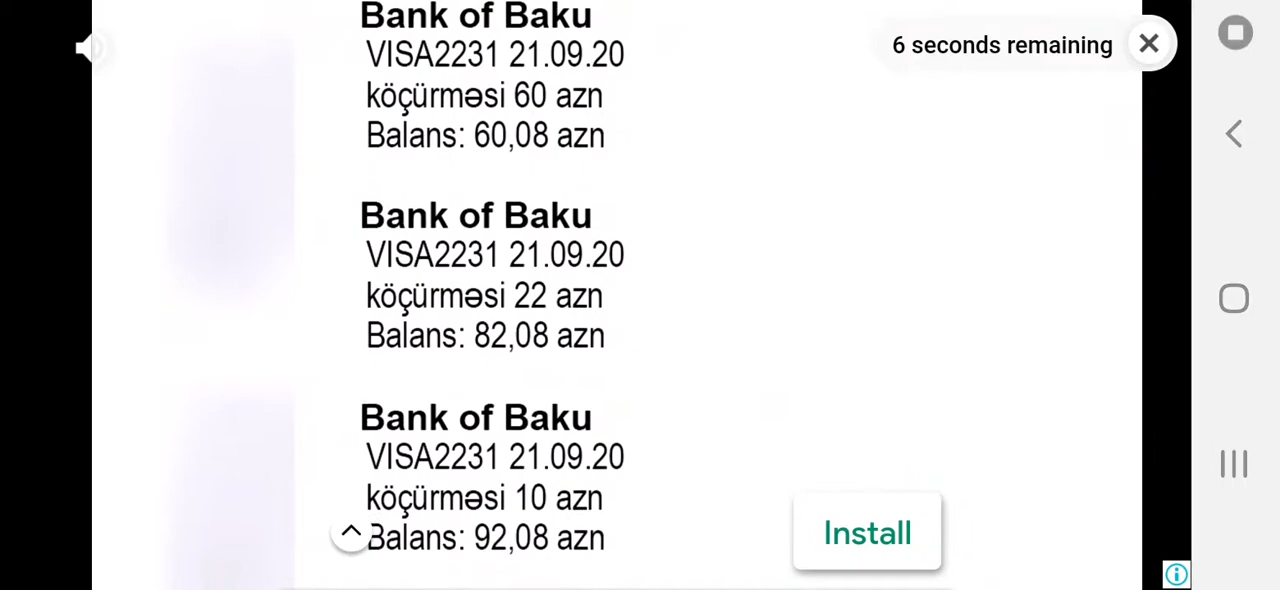 Bank of Baku
VISA2231 21.09.20
köçürməsi 60 azn
Balans: 60,08 azn
6 seconds remaining
Bank of Baku
VISA2231 21.09.20
köçürməsi 22 azn
Balans: 82,08 azn
Bank of Baku
VISA2231 21.09.20
köçürməsi 10 azn
Balans: 92,08 azn
Install